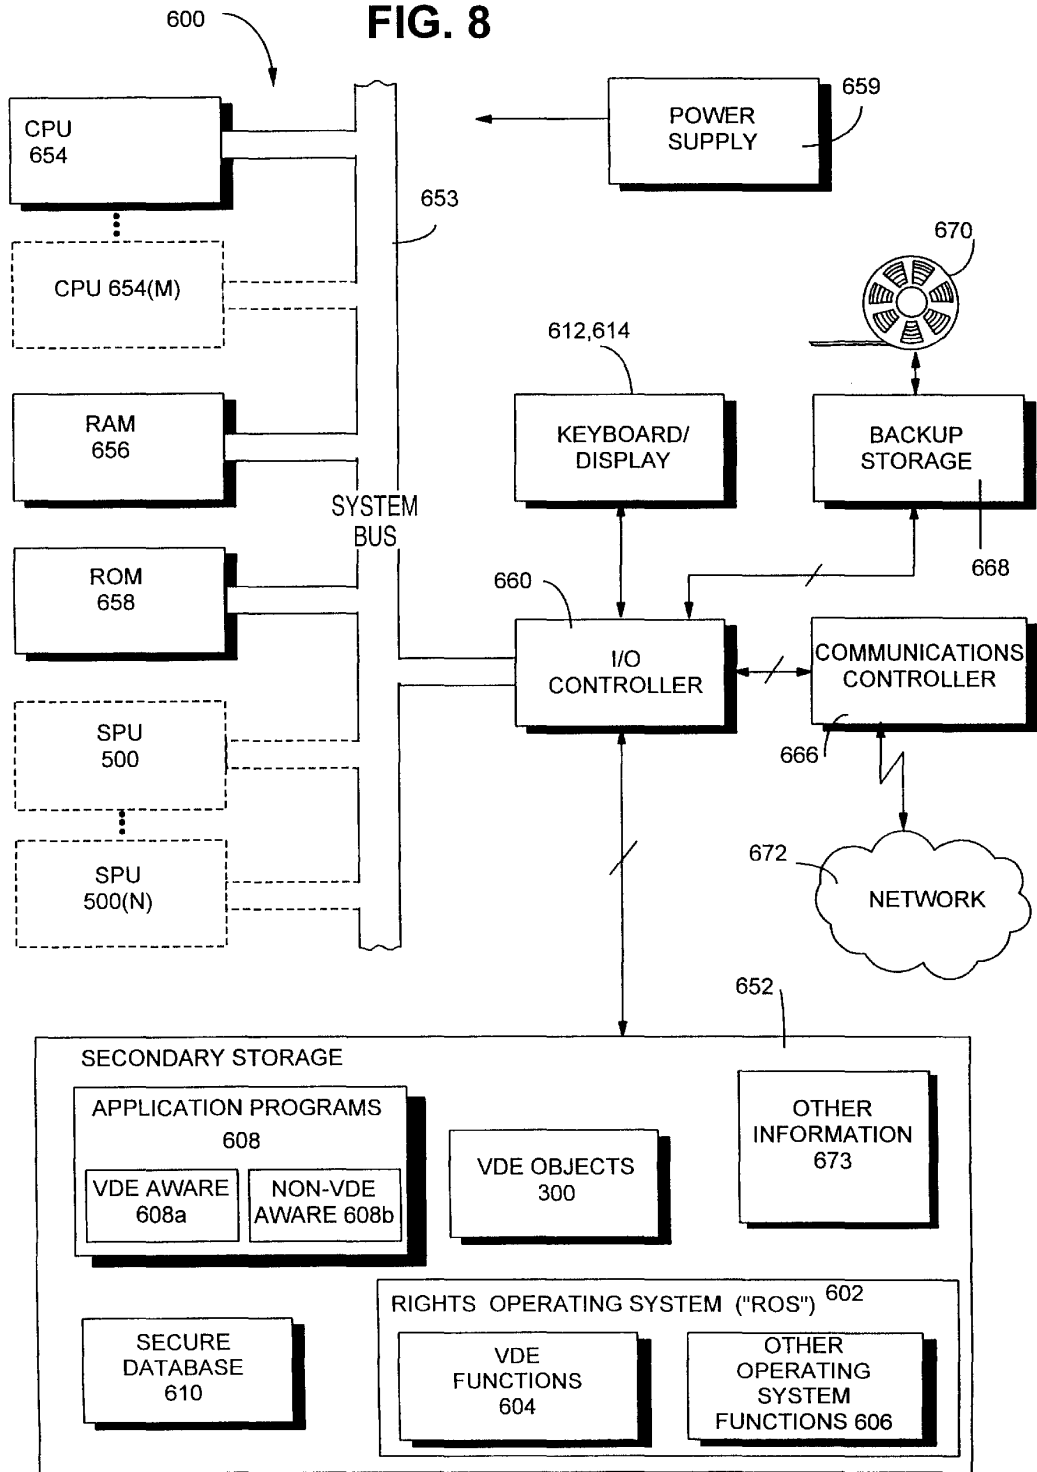 FIG. 8
600
CPU
654
CPU 654(M)
RAM
656
ROM
658
SPU
500
SPU
500(N)
SYSTEM
BUS
653
POWER
SUPPLY
659
670
612,614
KEYBOARD/
DISPLAY
BACKUP
STORAGE
668
660
I/O
CONTROLLER
COMMUNICATIONS
CONTROLLER
666
672
NETWORK
652
SECONDARY STORAGE
APPLICATION PROGRAMS
608
VDE AWARE
608a
NON-VDE
AWARE 608b
VDE OBJECTS
300
OTHER
INFORMATION
673
SECURE
DATABASE
610
RIGHTS OPERATING SYSTEM ("ROS") 602
VDE
FUNCTIONS
604
OTHER
OPERATING
SYSTEM
FUNCTIONS 606